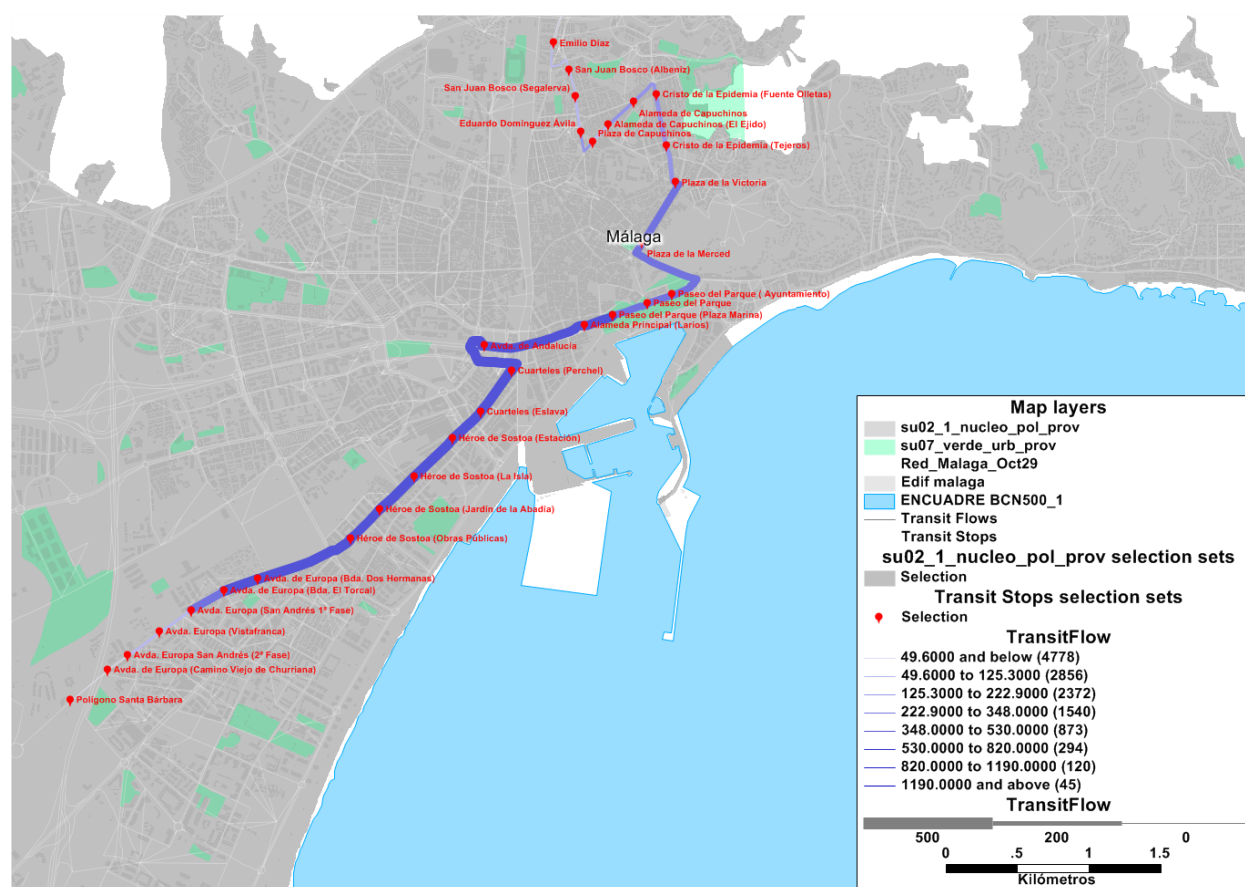 Emilio Díaz
San Juan Bosco (Albeniz)
San Juan Bosco (Segalerva)
Cristo de la Epidemia (Fuente Olletas)
Alameda de Capuchinos
Alameda de Capuchinos (El Ejido)
Eduardo Domínguez Ávila
Plaza de Capuchinos
Cristo de la Epidemia (Tejeros)
Plaza de la Victoria
Málaga
Plaza de la Merced
Paseo del Parque ( Ayuntamiento)
Paseo del Parque
Paseo del Parque (Plaza Marina)
Alameda Principal (Larios)
Avda. de Andalucía
Cuarteles (Perchel)
Cuarteles (Eslava)
Héroe de Sostoa (Estación)
Héroe de Sostoa (La Isla)
Héroe de Sostoa (Jardín de la Abadía)
Héroe de Sostoa (Obras Públicas)
Avda. de Europa (Bda. Dos Hermanas)
Avda. de Europa (Bda. El Torcal)
Avda. Europa (San Andrés 1ª Fase)
Avda. Europa (Vistafranca)
Avda. Europa San Andrés (2ª Fase)
Avda. de Europa (Camino Viejo de Churriana)
Polígono Santa Bárbara
Map layers
su02_1_nucleo_pol_prov
su07_verde_urb_prov
Red_Malaga_Oct29
Edif malaga
ENCUADRE BCN500_1
Transit Flows
Transit Stops
su02_1_nucleo_pol_prov selection sets
Selection
Transit Stops selection sets
Selection
TransitFlow
49.6000 and below (4778)
49.6000 to 125.3000 (2856)
125.3000 to 222.9000 (2372)
222.9000 to 348.0000 (1540)
348.0000 to 530.0000 (873)
530.0000 to 820.0000 (294)
820.0000 to 1190.0000 (120)
1190.0000 and above (45)
TransitFlow
500 200 0
0 .5 1 1.5
Kilómetros